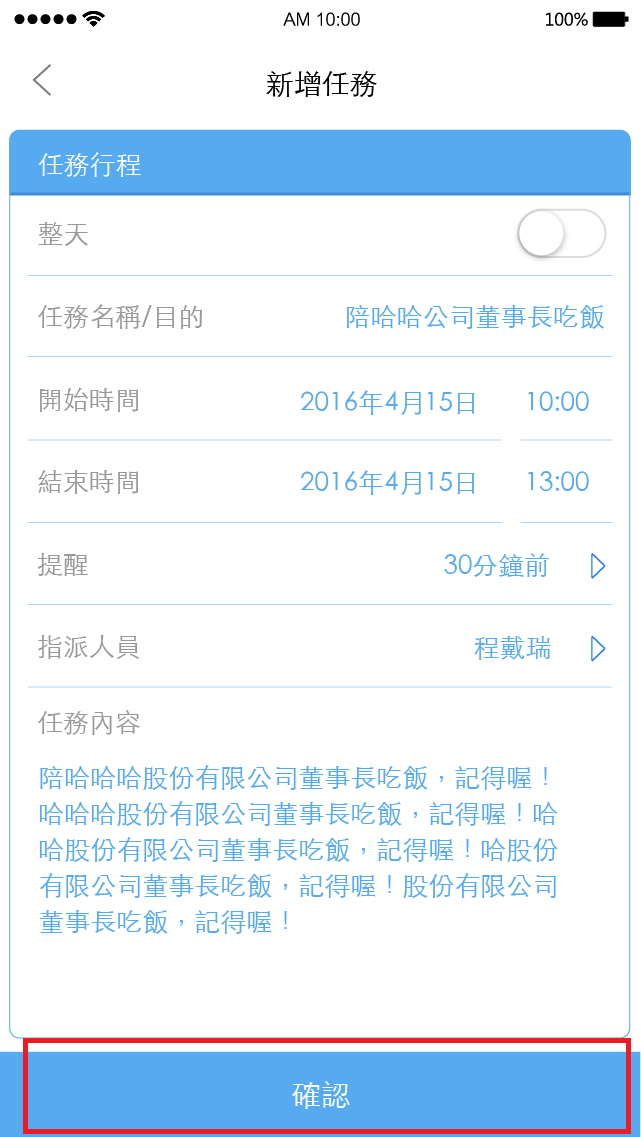 AM 10:00 100%
新增任務
任務行程
整天
任務名稱/目的 陪哈哈公司董事長吃飯
開始時間 2016年4月15日 10:00
結束時間 2016年4月15日 13:00
提醒 30分鐘前
指派人員 程戴瑞
任務內容
陪哈哈哈股份有限公司董事長吃飯，記得喔！
哈哈哈股份有限公司董事長吃飯，記得喔！哈
哈股份有限公司董事長吃飯，記得喔！哈股份
有限公司董事長吃飯，記得喔！股份有限公司
董事長吃飯，記得喔！
確認